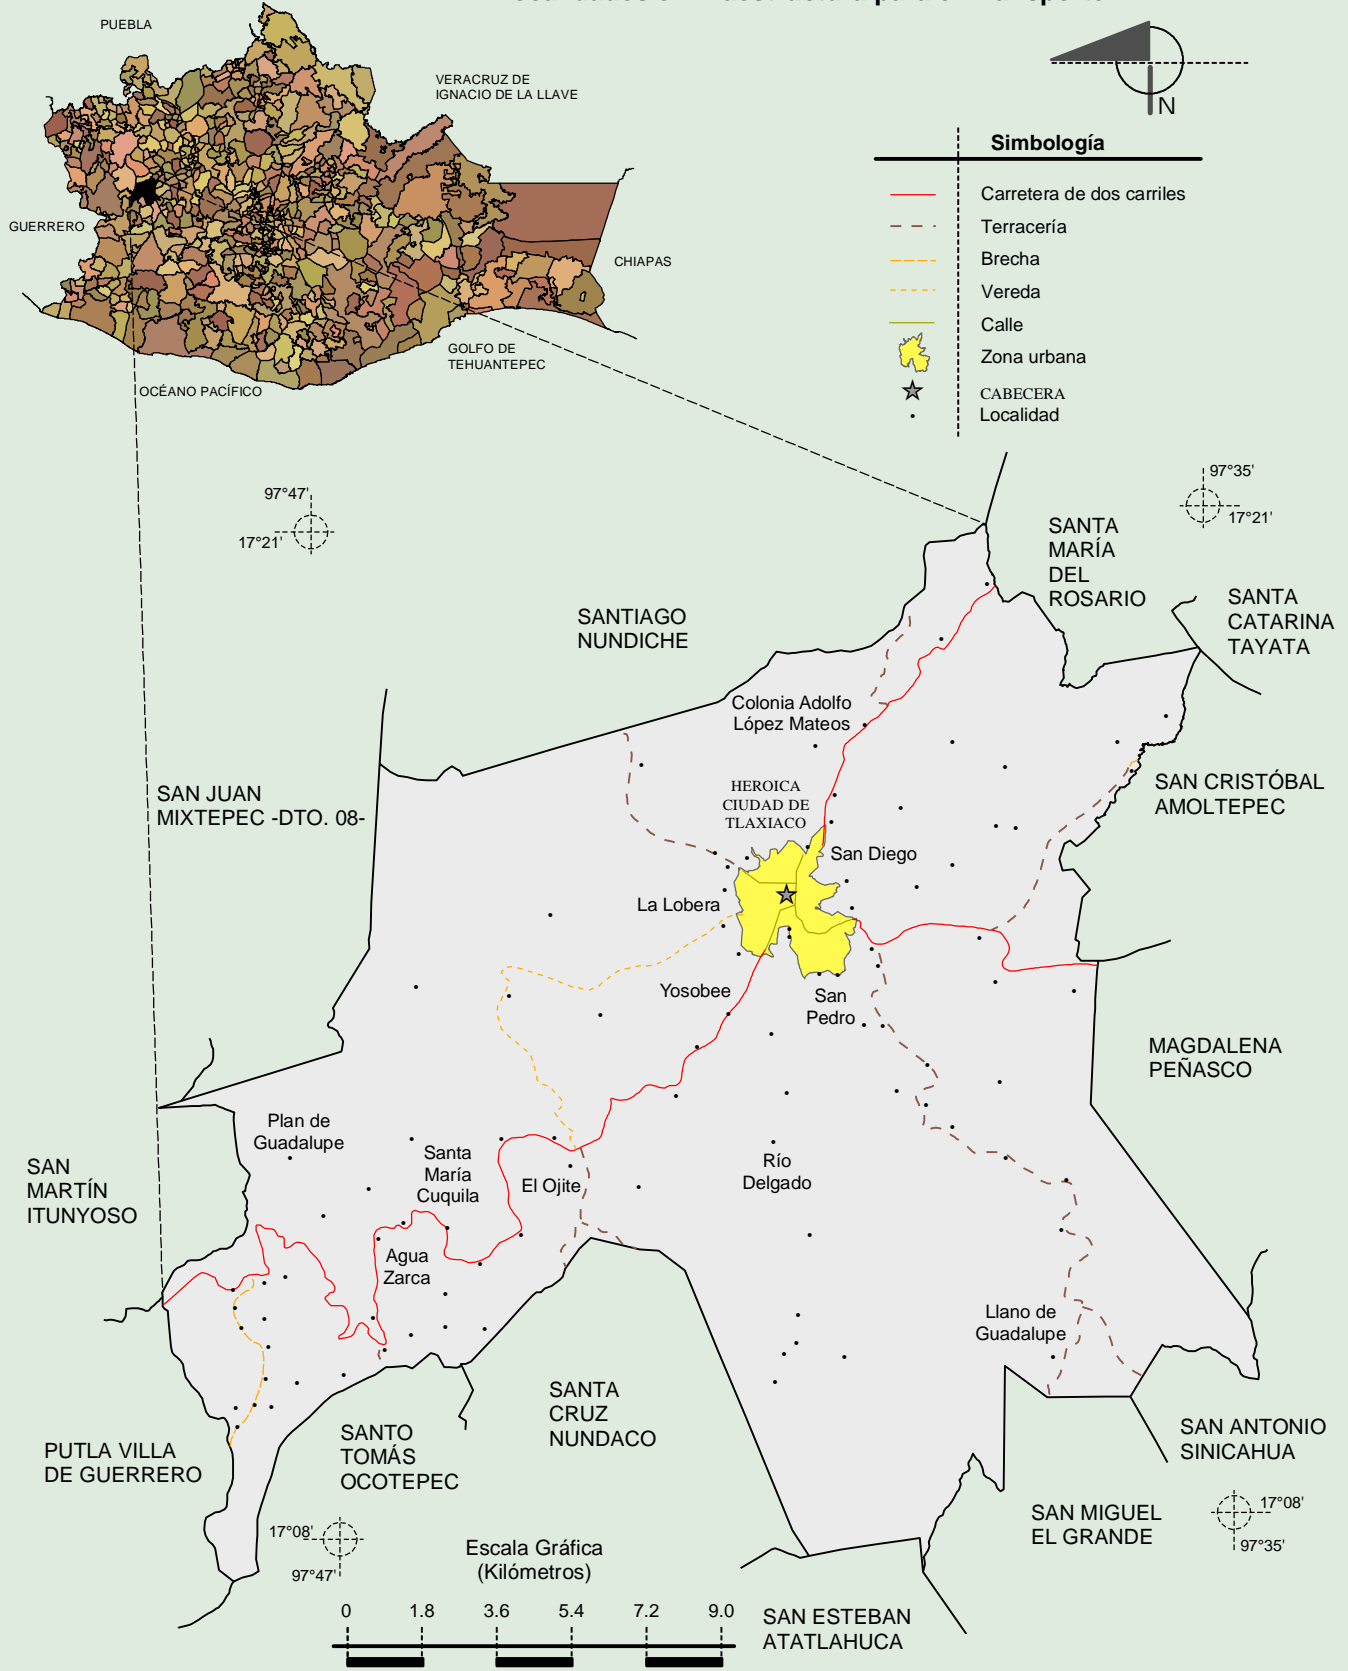 PUEBLA
VERACRUZ DE
IGNACIO DE LA LLAVE
GUERRERO
CHIAPAS
GOLFO DE
TEHUANTEPEC
OCÉANO PACÍFICO
N
Simbología
Carretera de dos carriles
Terracería
Brecha
Vereda
Calle
Zona urbana
CABECERA
Localidad
97°47'
17°21'
97°35'
17°21'
SANTA
MARÍA
DEL
ROSARIO
SANTA
CATARINA
TAYATA
SANTIAGO
NUNDICHE
Colonia Adolfo
López Mateos
SAN JUAN
MIXTEPEC -DTO. 08-
HEROICA
CIUDAD DE
TLAXIACO
SAN CRISTÓBAL
AMOLTEPEC
San Diego
La Lobera
Yosobee
San
Pedro
MAGDALENA
PEÑASCO
Plan de
Guadalupe
Santa
María
Cuquila
El Ojite
Río
Delgado
SAN
MARTÍN
ITUNYOSO
Agua
Zarca
Llano de
Guadalupe
SANTA
CRUZ
NUNDACO
SANTO
TOMÁS
OCOTEPEC
PUTLA VILLA
DE GUERRERO
SAN ANTONIO
SINICAHUA
SAN MIGUEL
EL GRANDE
17°08'
97°35'
17°08'
97°47'
Escala Gráfica
(Kilómetros)
0 1.8 3.6 5.4 7.2 9.0
SAN ESTEBAN
ATATLAHUCA